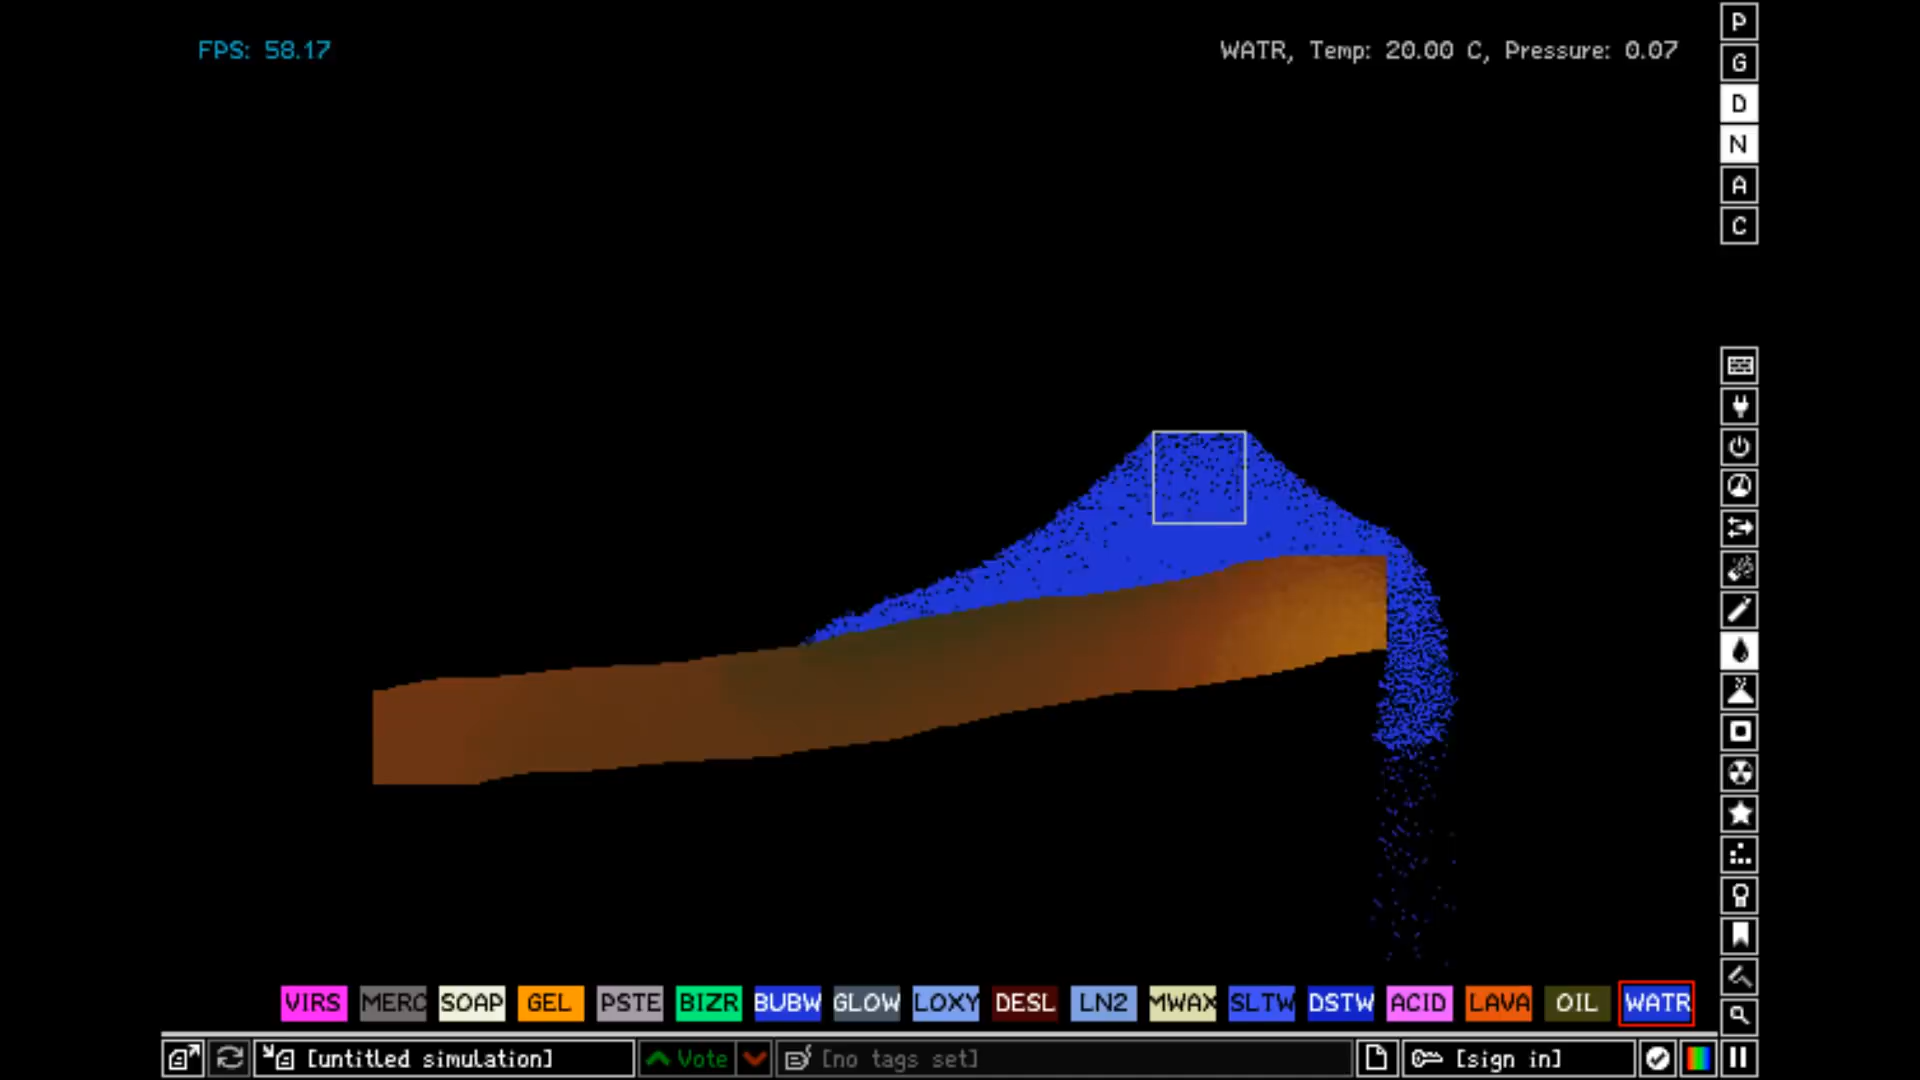 FPS: 58.17
WATR, Temp: 20.00 C, Pressure: 0.07
P
G
D
N
A
C
VIRS MERC SOAP GEL PSTE BIZR BUBW GLOW LOXY DESL LN2 MWAX SLTW DSTW ACID LAVA OIL WATR
[untitled simulation] Vote [no tags set] [sign in]